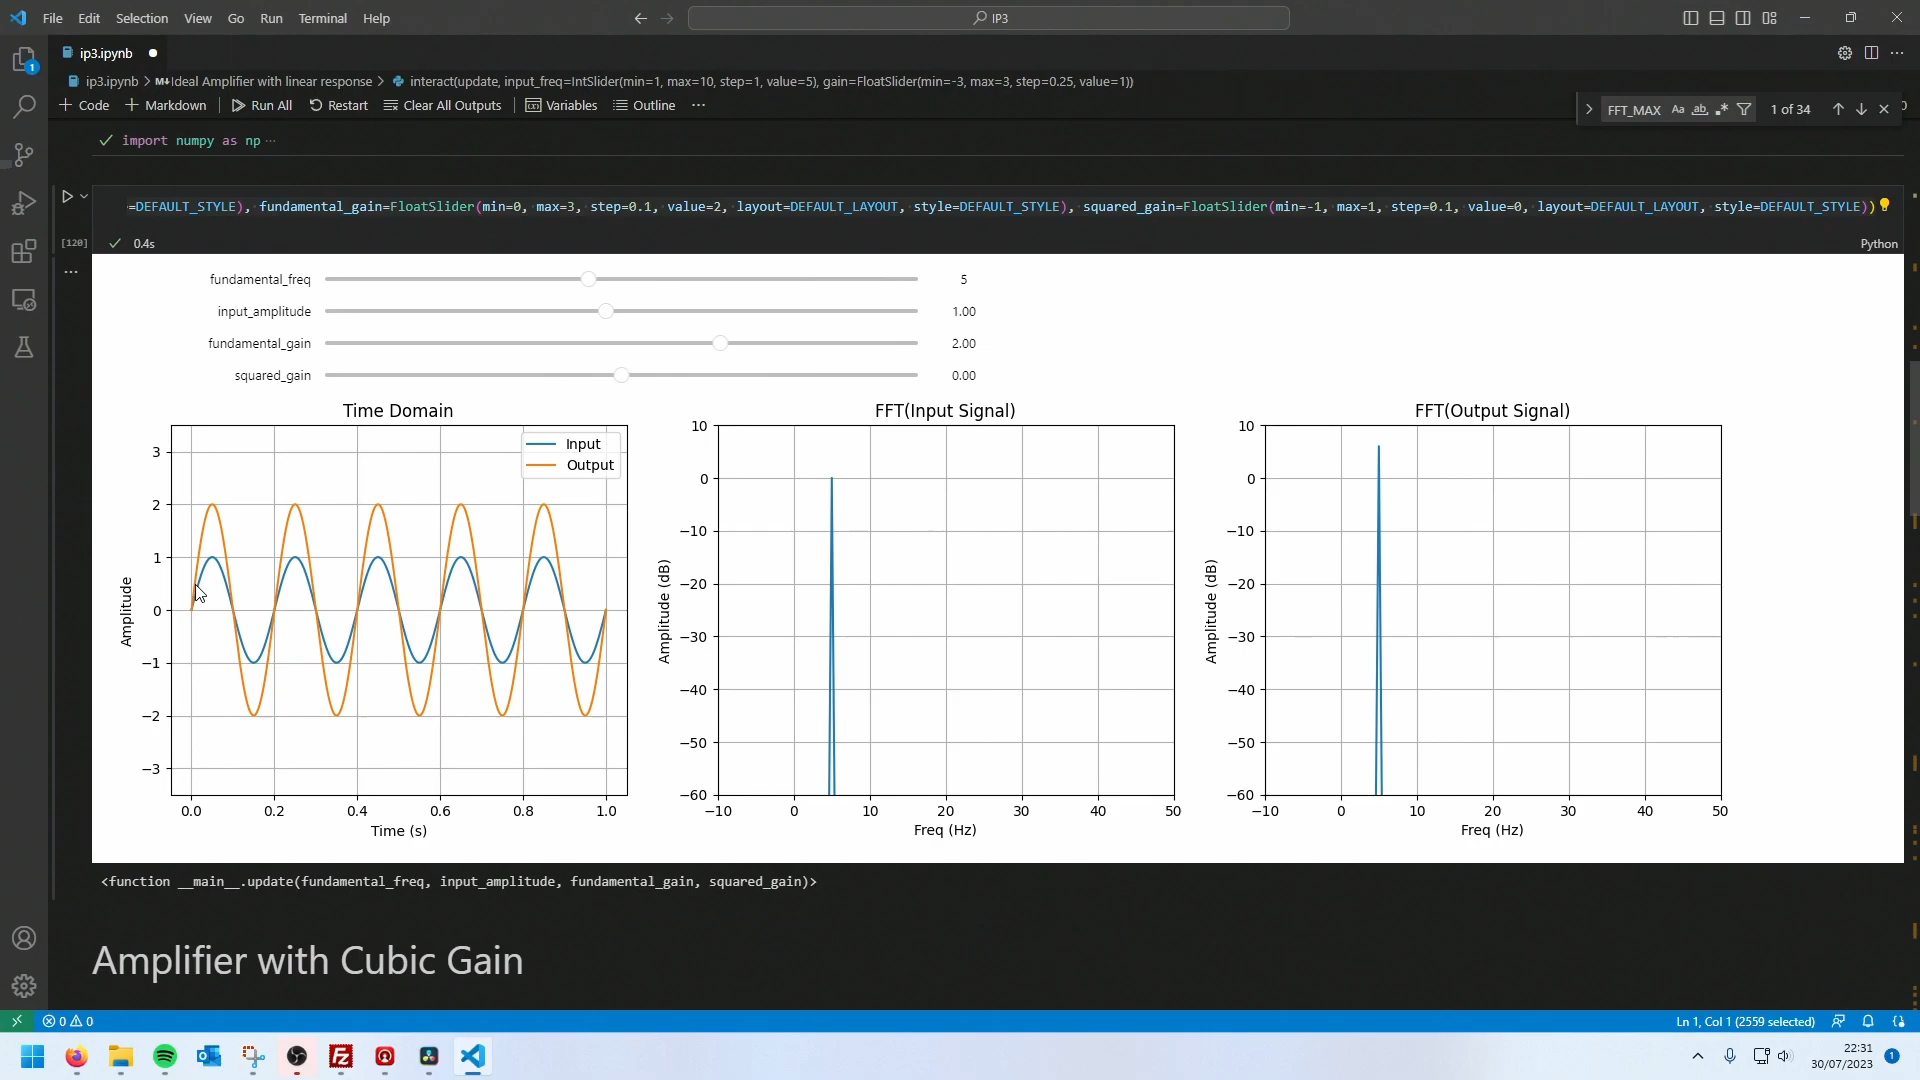 File Edit Selection View Go Run Terminal Help
IP3
ip3.ipynb
ip3.ipynb > M↓Ideal Amplifier with linear response > interact(update, input_freq=IntSlider(min=1, max=10, step=1, value=5), gain=FloatSlider(min=-3, max=3, step=0.25, value=1))
+ Code + Markdown Run All Restart Clear All Outputs Variables Outline ...
FFT_MAX Aa ab 1 of 34
import numpy as np ...
=DEFAULT_STYLE), fundamental_gain=FloatSlider(min=0, max=3, step=0.1, value=2, layout=DEFAULT_LAYOUT, style=DEFAULT_STYLE), squared_gain=FloatSlider(min=-1, max=1, step=0.1, value=0, layout=DEFAULT_LAYOUT, style=DEFAULT_STYLE))
[120] 0.4s Python
fundamental_freq 5
input_amplitude 1.00
fundamental_gain 2.00
squared_gain 0.00
Time Domain
Input
Output
3
2
1
0
−1
−2
−3
Amplitude
0.0 0.2 0.4 0.6 0.8 1.0
Time (s)
FFT(Input Signal)
10
0
−10
−20
−30
−40
−50
−60
Amplitude (dB)
−10 0 10 20 30 40 50
Freq (Hz)
FFT(Output Signal)
10
0
−10
−20
−30
−40
−50
−60
Amplitude (dB)
−10 0 10 20 30 40 50
Freq (Hz)
<function __main__.update(fundamental_freq, input_amplitude, fundamental_gain, squared_gain)>
Amplifier with Cubic Gain
0 0 Ln 1, Col 1 (2559 selected)
22:31
30/07/2023
1